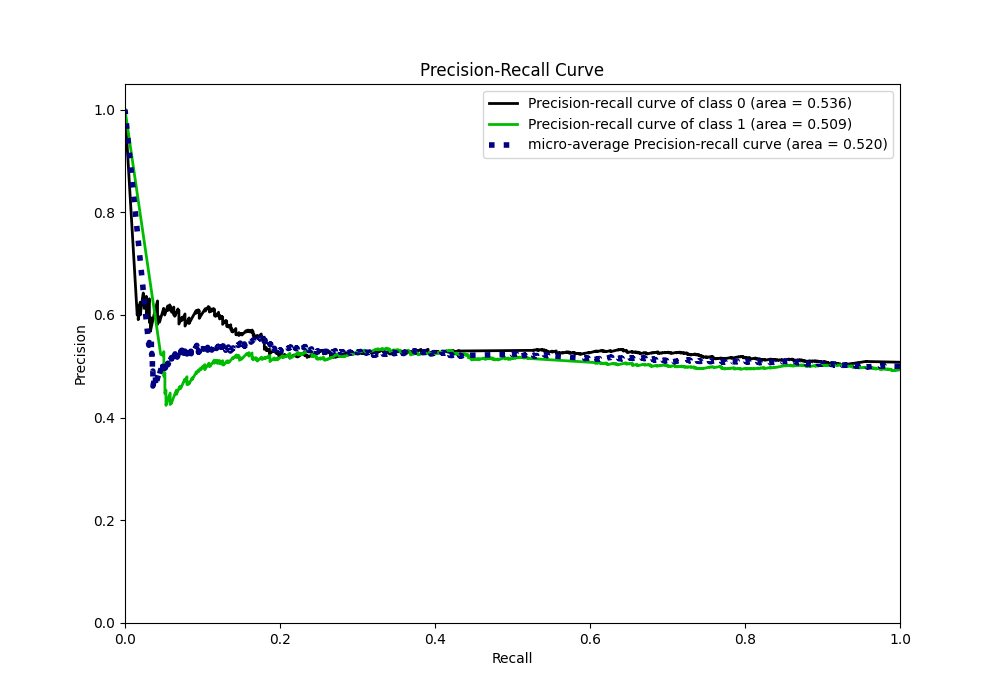 Precision-Recall Curve
Precision-recall curve of class 0 (area = 0.536)
Precision-recall curve of class 1 (area = 0.509)
micro-average Precision-recall curve (area = 0.520)
Precision
1.0
0.8
0.6
0.4
0.2
0.0
0.0 0.2 0.4 0.6 0.8 1.0
Recall